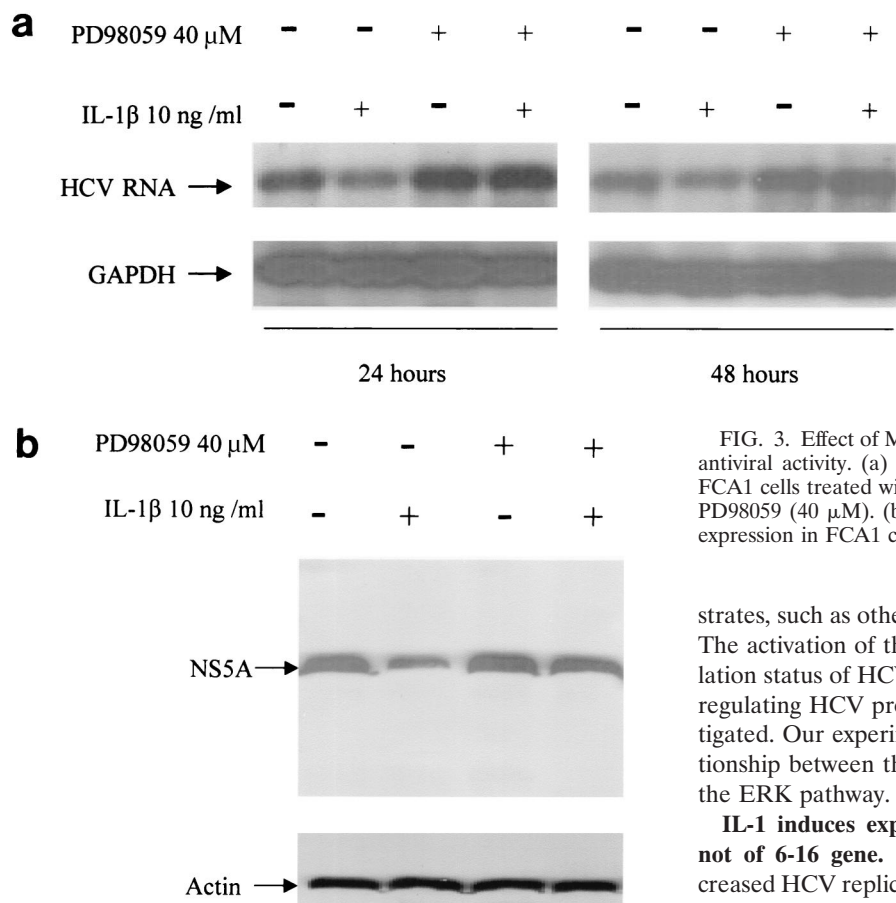 a
PD98059 40 μM - - + + - - + +
IL-1β 10 ng /ml - + - + - + - +
HCV RNA
GAPDH
24 hours 48 hours
b
PD98059 40 μM - - + +
IL-1β 10 ng /ml - + - +
NS5A
Actin
FIG. 3. Effect of M
antiviral activity. (a)
FCA1 cells treated wi
PD98059 (40 μM). (b
expression in FCA1 c
strates, such as othe
The activation of th
lation status of HCV
regulating HCV pro
tigated. Our experi
tionship between th
the ERK pathway.
IL-1 induces exp
not of 6-16 gene.
creased HCV replic